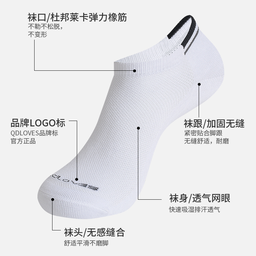 袜口/杜邦莱卡弹力橡筋
不勒不松脱,
不变型
品牌LOGO标
QDLOVES品牌标
官方正品
袜跟/加固无缝
紧密贴合脚跟
无缝舒适,耐磨
袜身/透气网眼
快速吸湿排汗透气
QDLOVES
袜头/无感缝合
舒适平滑不磨脚